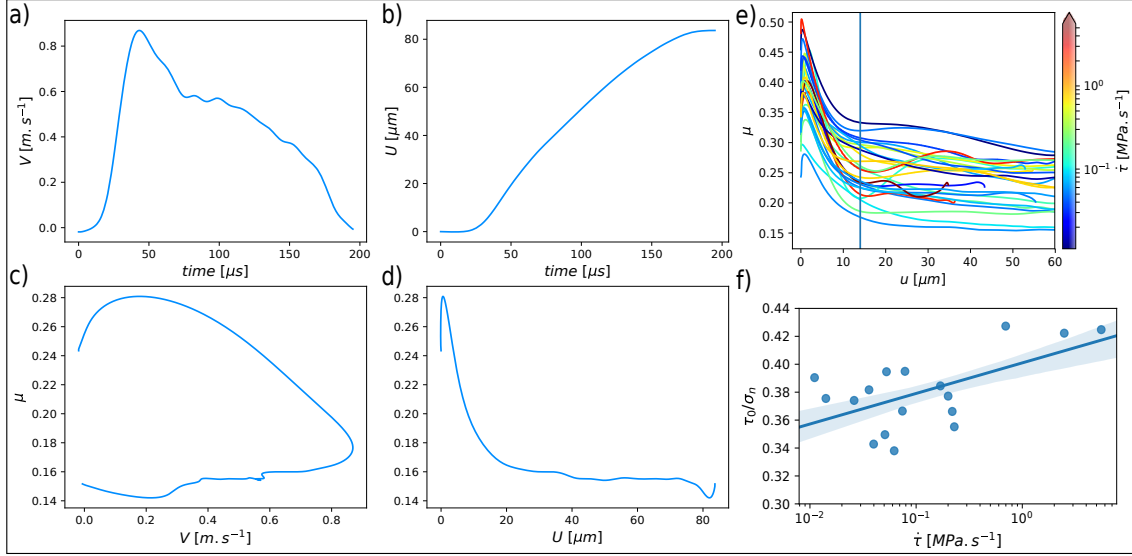 a)
0.8
0.6
0.4
0.2
0.0
V [m. s⁻¹]
0 50 100 150 200
time [μs]
b)
80
60
40
20
0
U [μm]
0 50 100 150 200
time [μs]
e)
0.50
0.45
0.40
0.35
0.30
0.25
0.20
0.15
μ
0 10 20 30 40 50 60
u [μm]
10⁰
10⁻¹
τ̇ [MPa. s⁻¹]
c)
0.28
0.26
0.24
0.22
0.20
0.18
0.16
0.14
μ
0.0 0.2 0.4 0.6 0.8
V [m. s⁻¹]
d)
0.28
0.26
0.24
0.22
0.20
0.18
0.16
0.14
0 20 40 60 80
U [μm]
f)
0.44
0.42
0.40
0.38
0.36
0.34
0.30
τ₀/σₙ
10⁻² 10⁻¹ 10⁰
τ̇ [MPa. s⁻¹]